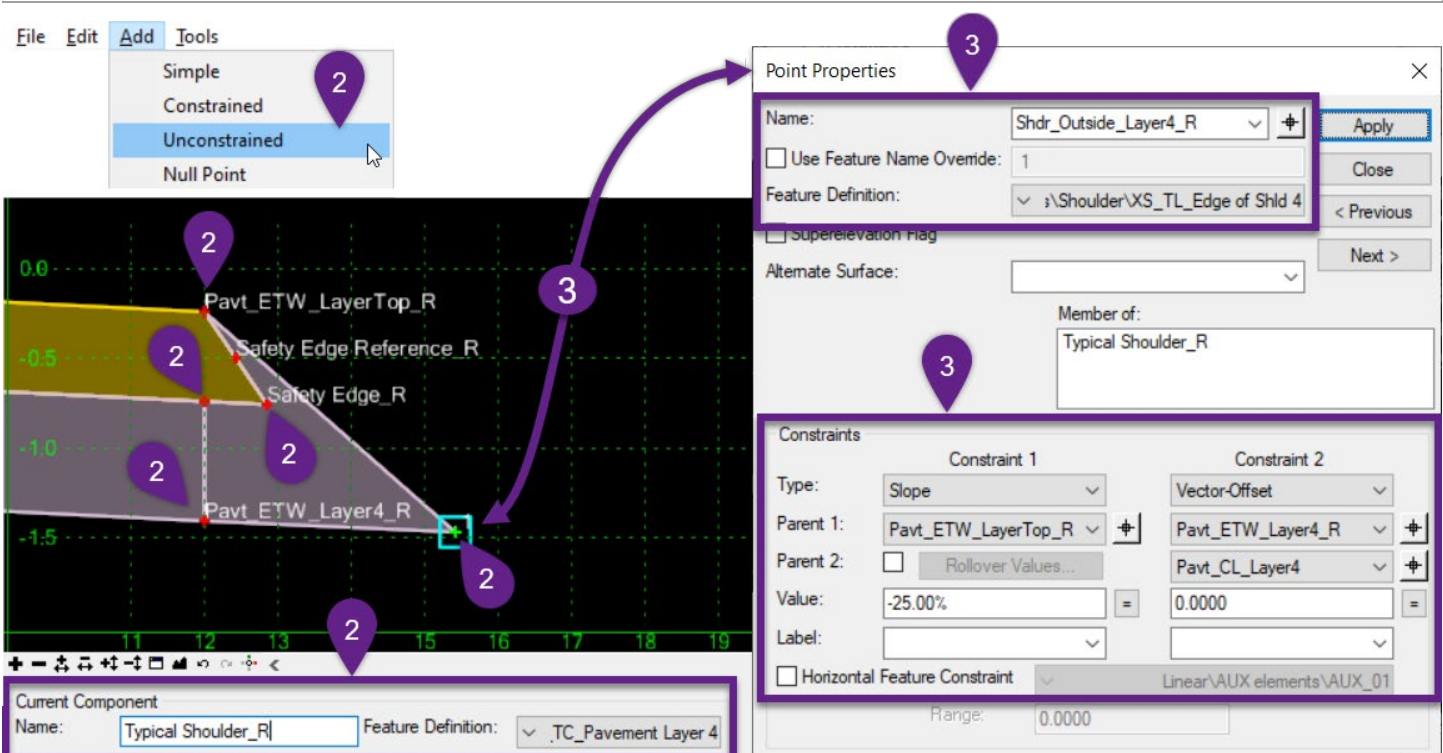 File Edit Add Tools
Simple
Constrained
Unconstrained
Null Point
2
0.0
-0.5
-1.0
-1.5
2
Pavt_ETW_LayerTop_R
2
Safety Edge Reference_R
Safety Edge_R
2
2
Pavt_ETW_Layer4_R
2
11 12 13 15 16 17 18 19
2
Current Component
Name: Typical Shoulder_R Feature Definition: TC_Pavement Layer 4
3
3
Point Properties
Name: Shdr_Outside_Layer4_R
Use Feature Name Override: 1
Feature Definition: s\Shoulder\XS_TL_Edge of Shld 4
Apply
Close
< Previous
Next >
Superelevation Flag
Alternate Surface:
Member of:
Typical Shoulder_R
3
Constraints
Constraint 1 Constraint 2
Type: Slope Vector-Offset
Parent 1: Pavt_ETW_LayerTop_R Pavt_ETW_Layer4_R
Parent 2: Rollover Values... Pavt_CL_Layer4
Value: -25.00% = 0.0000 =
Label:
Horizontal Feature Constraint Linear\AUX elements\AUX_01
Range: 0.0000